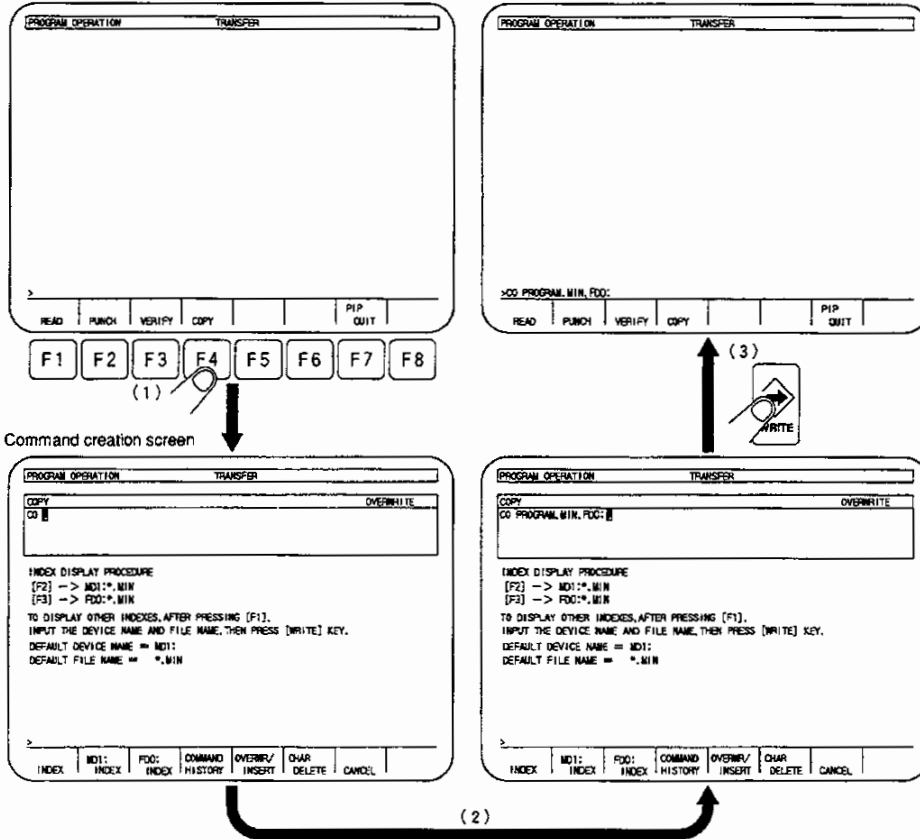 PROGRAM OPERATION TRANSFER
>
READ PUNCH VERIFY COPY PIP QUIT
F1 F2 F3 F4 F5 F6 F7 F8
(1)
PROGRAM OPERATION TRANSFER
>CO PROGRAM.MIN,FD0:
READ PUNCH VERIFY COPY PIP QUIT
(3)
WRITE
Command creation screen
PROGRAM OPERATION TRANSFER
COPY OVERWRITE
CO
INDEX DISPLAY PROCEDURE
[F2] --> MD1:*.MIN
[F3] --> FD0:*.MIN
TO DISPLAY OTHER INDEXES,AFTER PRESSING [F1],
INPUT THE DEVICE NAME AND FILE NAME,THEN PRESS [WRITE] KEY.
DEFAULT DEVICE NAME = MD1:
DEFAULT FILE NAME = *.MIN
>
INDEX MD1: INDEX FD0: INDEX COMMAND HISTORY OVERWR/ INSERT CHAR DELETE CANCEL
PROGRAM OPERATION TRANSFER
COPY OVERWRITE
CO PROGRAM.MIN,FD0:
INDEX DISPLAY PROCEDURE
[F2] --> MD1:*.MIN
[F3] --> FD0:*.MIN
TO DISPLAY OTHER INDEXES,AFTER PRESSING [F1],
INPUT THE DEVICE NAME AND FILE NAME,THEN PRESS [WRITE] KEY.
DEFAULT DEVICE NAME = MD1:
DEFAULT FILE NAME = *.MIN
>
INDEX MD1: INDEX FD0: INDEX COMMAND HISTORY OVERWR/ INSERT CHAR DELETE CANCEL
(2)